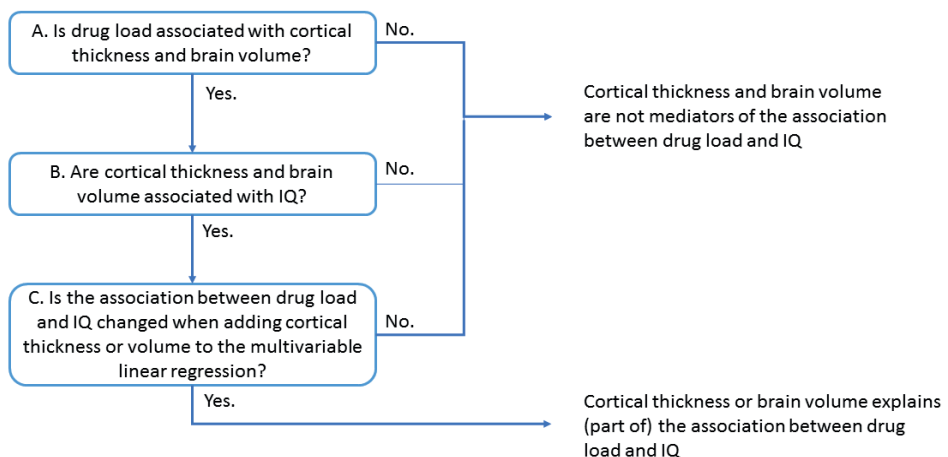 A. Is drug load associated with cortical
thickness and brain volume?
No.
Yes.
Cortical thickness and brain volume
are not mediators of the association
between drug load and IQ
B. Are cortical thickness and brain
volume associated with IQ?
No.
Yes.
C. Is the association between drug load
and IQ changed when adding cortical
thickness or volume to the multivariable
linear regression?
No.
Yes.
Cortical thickness or brain volume explains
(part of) the association between drug
load and IQ